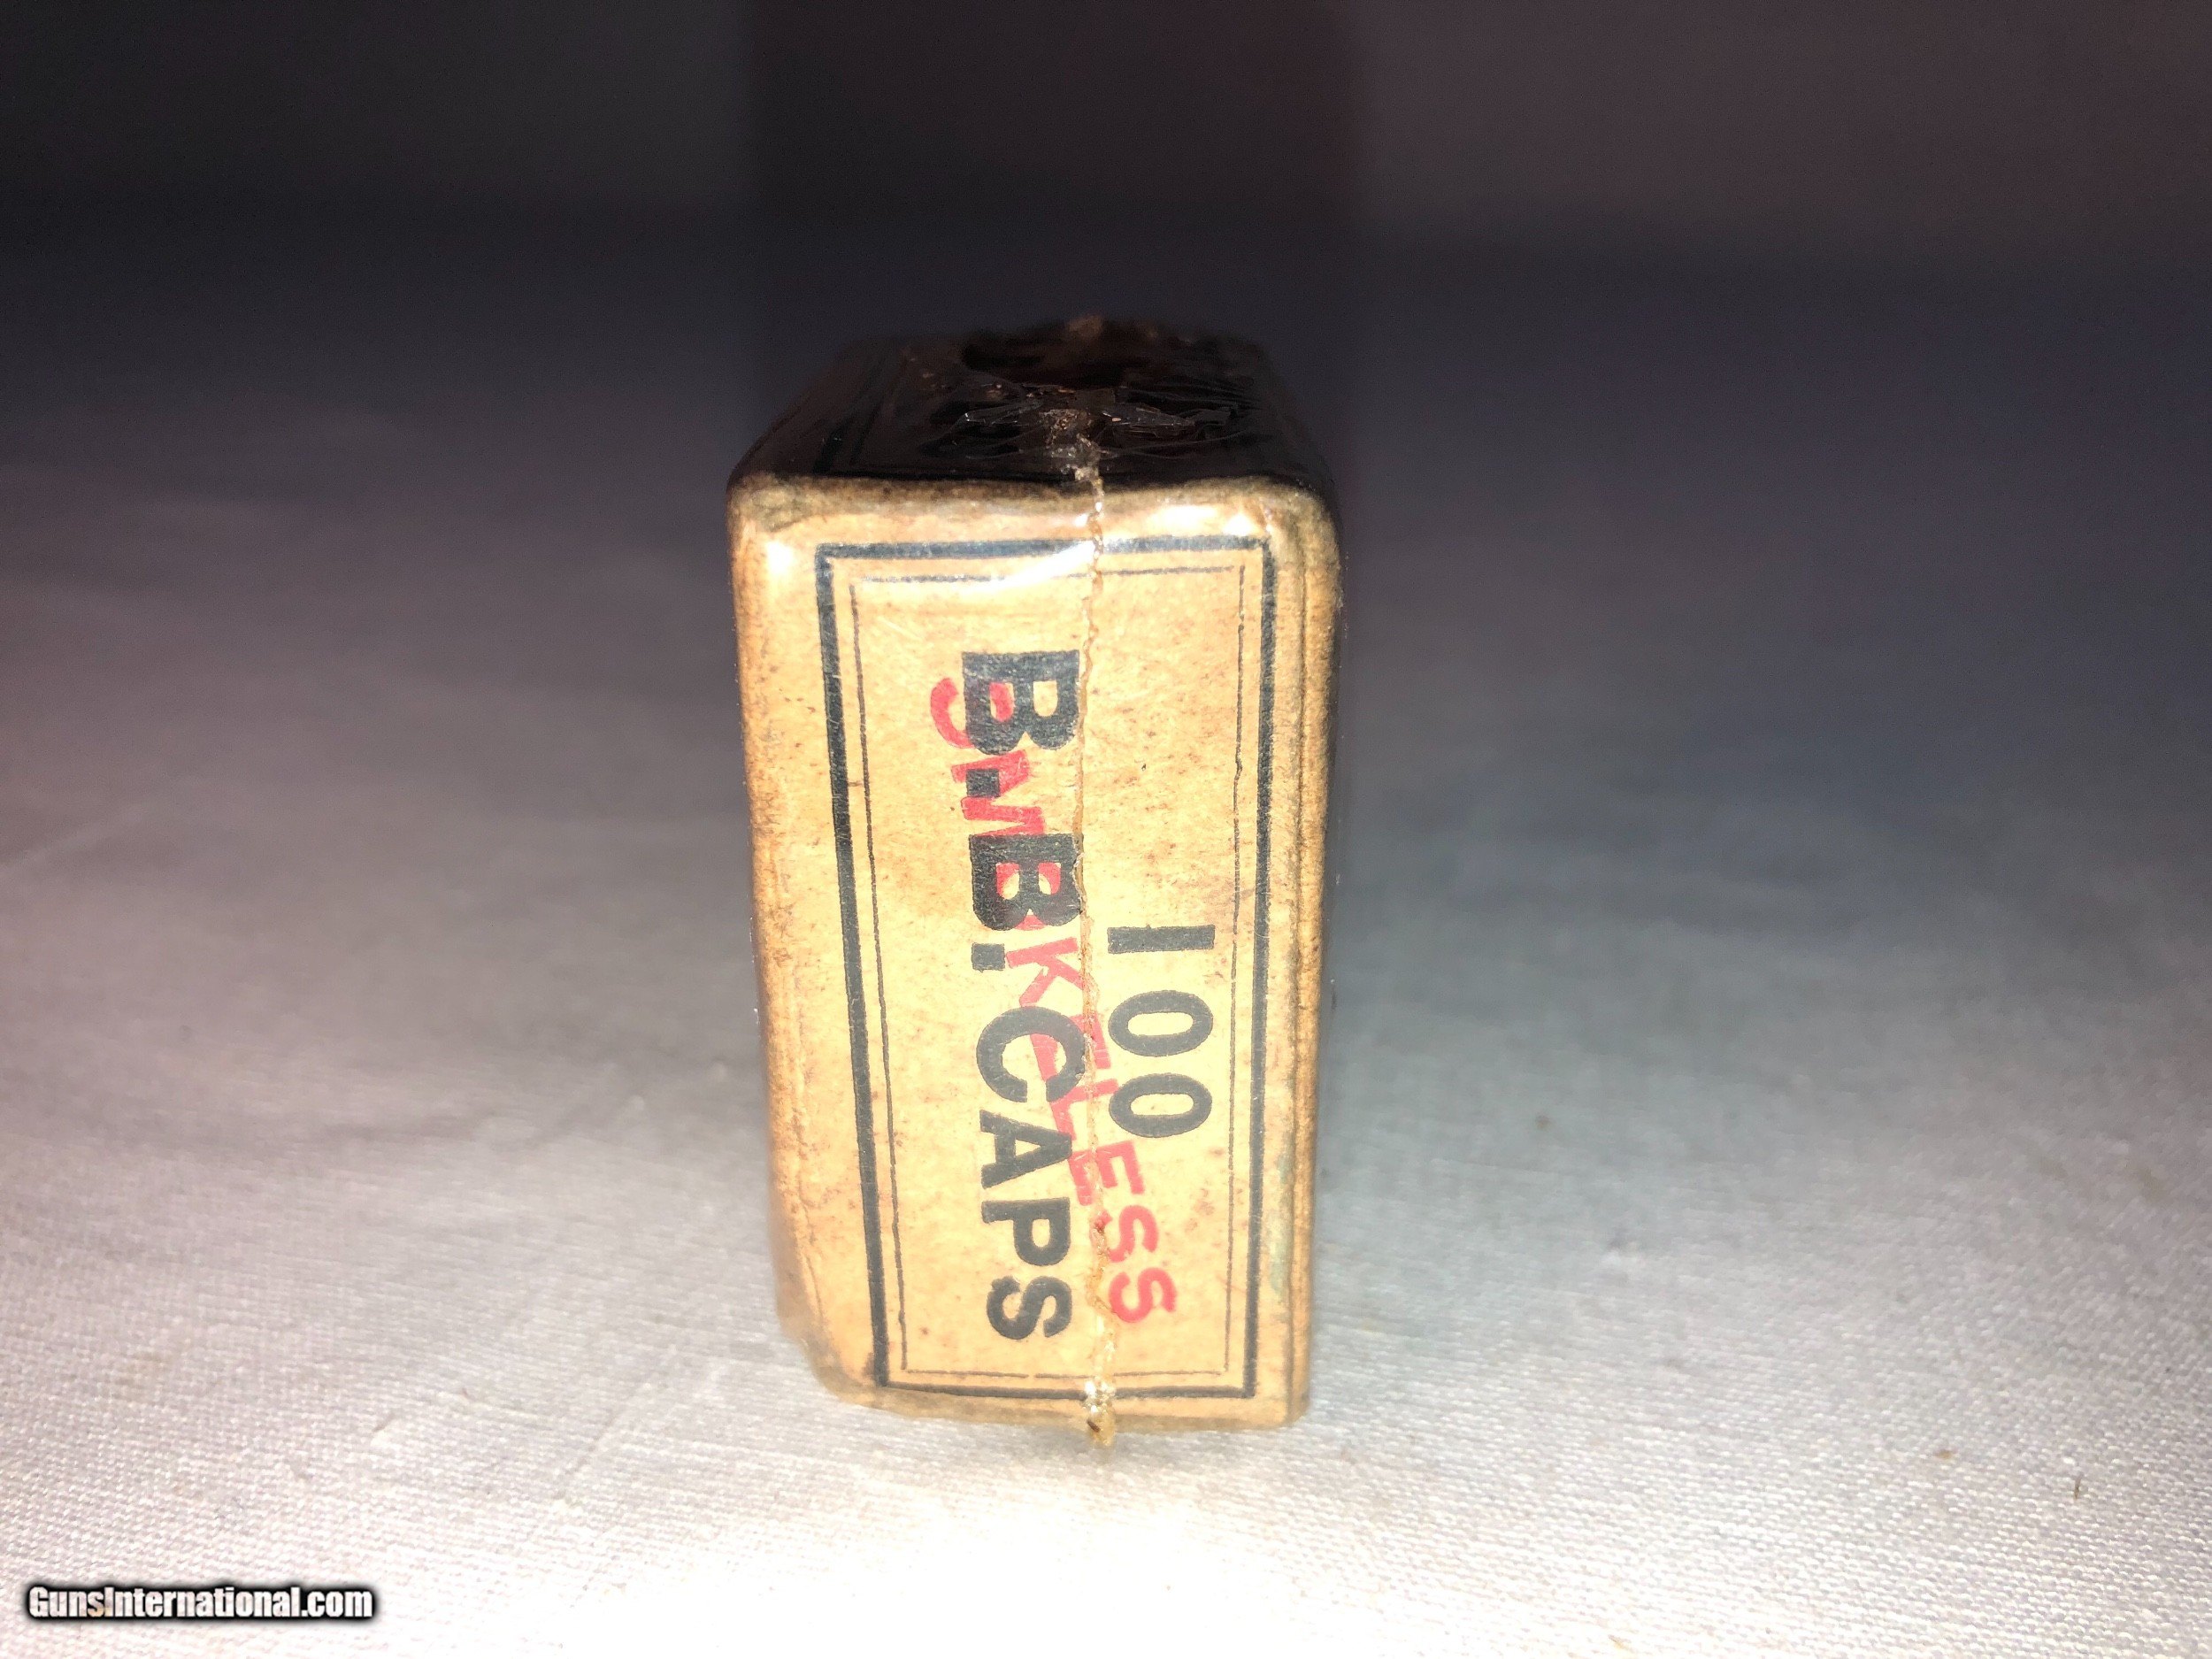 100
B.B. CAPS
SMOKELESS
GunsInternational.com